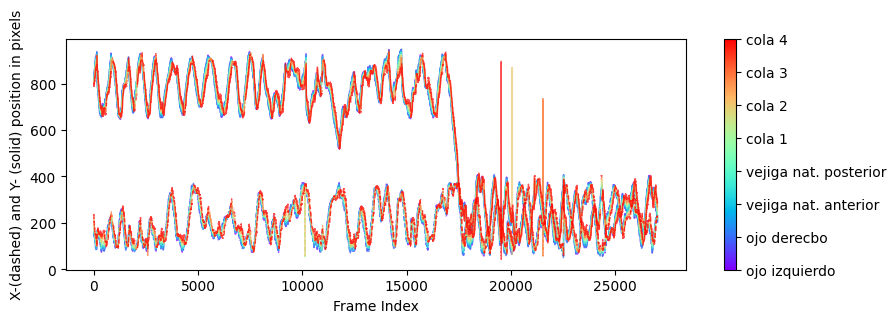 X-(dashed) and Y- (solid) position in pixels
800
600
400
200
0
0
5000
10000
15000
20000
25000
Frame Index
cola 4
cola 3
cola 2
cola 1
vejiga nat. posterior
vejiga nat. anterior
ojo derecbo
ojo izquierdo